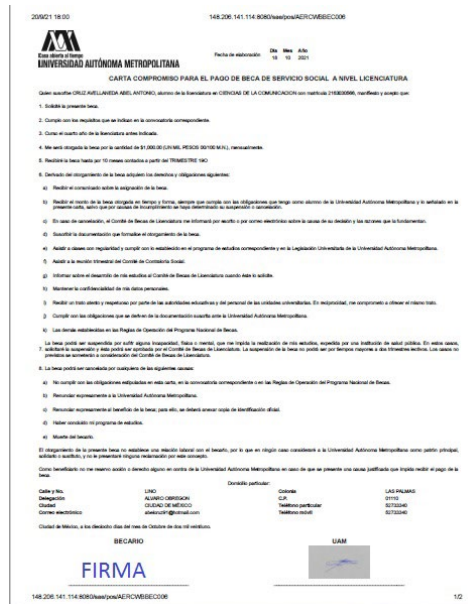 20/9/21 18:00 148.206.141.114:8080/sae/pos/AERCWBBEC006
Casa abierta al tiempo
UNIVERSIDAD AUTÓNOMA METROPOLITANA
Fecha de elaboración Día Mes Año
18 10 2021
CARTA COMPROMISO PARA EL PAGO DE BECA DE SERVICIO SOCIAL A NIVEL LICENCIATURA
Quien suscribe CRUZ AVELLANEDA ABEL ANTONIO, alumno de la licenciatura en CIENCIAS DE LA COMUNICACION con matrícula manifiesto y acepto que:
1. Solicité la presente beca.
2. Cumplo con los requisitos que se indican en la convocatoria correspondiente.
3. Curso el cuarto año de la licenciatura antes indicada.
4. Me será otorgada la beca por la cantidad de $1,000.00 (UN MIL PESOS 00/100 M.N.), mensualmente.
5. Recibiré la beca hasta por 10 meses contados a partir del TRIMESTRE 19O
6. Derivado del otorgamiento de la beca adquiero los derechos y obligaciones siguientes:
a) Recibir el comunicado sobre la asignación de la beca.
b) Recibir el monto de la beca otorgada en tiempo y forma, siempre que cumpla con las obligaciones que tengo como alumno de la Universidad Autónoma Metropolitana y lo señalado en la
presente carta, salvo que por causas de incumplimiento se haya determinado su suspensión o cancelación.
c) En caso de cancelación, el Comité de Becas de Licenciatura me informará por escrito o por correo electrónico sobre la causa de su decisión y las razones que la fundamentan.
d) Suscribir la documentación que formalice el otorgamiento de la beca.
e) Asistir a clases con regularidad y cumplir con lo establecido en el programa de estudios correspondiente y en la Legislación Universitaria de la Universidad Autónoma Metropolitana.
f) Asistir a la reunión trimestral del Comité de Contraloría Social.
g) Informar sobre el desarrollo de mis estudios al Comité de Becas de Licenciatura cuando éste lo solicite.
h) Mantener la confidencialidad de mis datos personales.
i) Recibir un trato atento y respetuoso por parte de las autoridades educativas y del personal de las unidades universitarias. En reciprocidad, me comprometo a ofrecer el mismo trato.
j) Cumplir con las obligaciones que se deriven de la documentación suscrita ante la Universidad Autónoma Metropolitana.
k) Las demás establecidas en las Reglas de Operación del Programa Nacional de Becas.
La beca podrá ser suspendida por sufrir alguna incapacidad, física o mental, que me impida la realización de mis estudios, expedida por una institución de salud pública. En estos casos,
7. solicitaré la suspensión y ésta podrá ser aprobada por el Comité de Becas de Licenciatura. La suspensión de la beca no podrá ser por tiempos mayores a dos trimestres lectivos. Los casos no
previstos se someterán a consideración del Comité de Becas de Licenciatura.
8. La beca podrá ser cancelada por cualquiera de las siguientes causas:
a) No cumplir con las obligaciones estipuladas en esta carta, en la convocatoria correspondiente o en las Reglas de Operación del Programa Nacional de Becas.
b) Renunciar expresamente a la Universidad Autónoma Metropolitana.
c) Renunciar expresamente al beneficio de la beca; para ello, se deberá anexar copia de identificación oficial.
d) Haber concluido mi programa de estudios.
e) Muerte del becario.
El otorgamiento de la presente beca no establece una relación laboral con el becario, por lo que en ningún caso consideraré a la Universidad Autónoma Metropolitana como patrón principal,
solidario o sustituto, y no le presentaré ninguna reclamación por este concepto.
Como beneficiario no me reservo acción o derecho alguno en contra de la Universidad Autónoma Metropolitana en caso de que se presente una causa justificada que impida recibir el pago de la
beca.
Domicilio particular:
Calle y No. LINO Colonia LAS PALMAS
Delegación ALVARO OBREGON C.P. 01110
Ciudad CIUDAD DE MÉXICO Teléfono particular 52733340
Correo electrónico Teléfono móvil 52733340
Ciudad de México, a los dieciocho días del mes de Octubre de dos mil veintiuno.
BECARIO UAM
FIRMA
148.206.141.114:8080/sae/pos/AERCWBBEC006 1/2